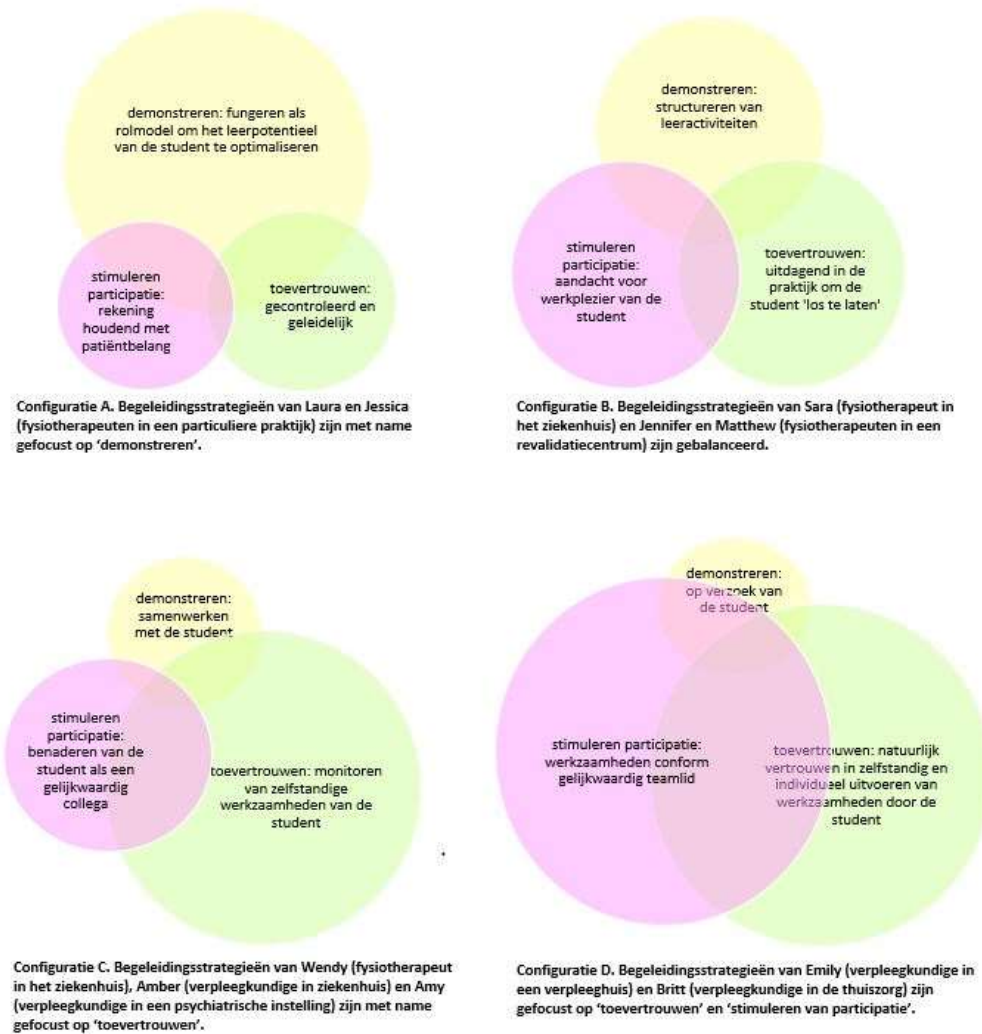 demonstreren: fungeren als
rolmodel om het leerpotentieel
van de student te optimaliseren
stimuleren
participatie:
rekening
houdend met
patiëntbelang
toevertrouwen:
gecontroleerd en
geleidelijk
Configuratie A. Begeleidingsstrategieën van Laura en Jessica
(fysiotherapeuten in een particuliere praktijk) zijn met name
gefocust op ‘demonstreren’.
demonstreren:
structureren van
leeractiviteiten
stimuleren
participatie:
aandacht voor
werkplezier van de
student
toevertrouwen:
uitdagend in de
praktijk om de
student 'los te laten'
Configuratie B. Begeleidingsstrategieën van Sara (fysiotherapeut in
het ziekenhuis) en Jennifer en Matthew (fysiotherapeuten in een
revalidatiecentrum) zijn gebalanceerd.
demonstreren:
samenwerken
met de student
stimuleren
participatie:
benaderen van de
student als een
gelijkwaardig
collega
toevertrouwen: monitoren
van zelfstandige
werkzaamheden van de
student
Configuratie C. Begeleidingsstrategieën van Wendy (fysiotherapeut
in het ziekenhuis), Amber (verpleegkundige in ziekenhuis) en Amy
(verpleegkundige in een psychiatrische instelling) zijn met name
gefocust op ‘toevertrouwen’.
demonstreren:
op verzoek van
de student
stimuleren participatie:
werkzaamheden conform
gelijkwaardig teamlid
toevertrouwen: natuurlijk
vertrouwen in zelfstandig en
individueel uitvoeren van
werkzaamheden door de
student
Configuratie D. Begeleidingsstrategieën van Emily (verpleegkundige in
een verpleeghuis) en Britt (verpleegkundige in de thuiszorg) zijn
gefocust op ‘toevertrouwen’ en ‘stimuleren van participatie’.